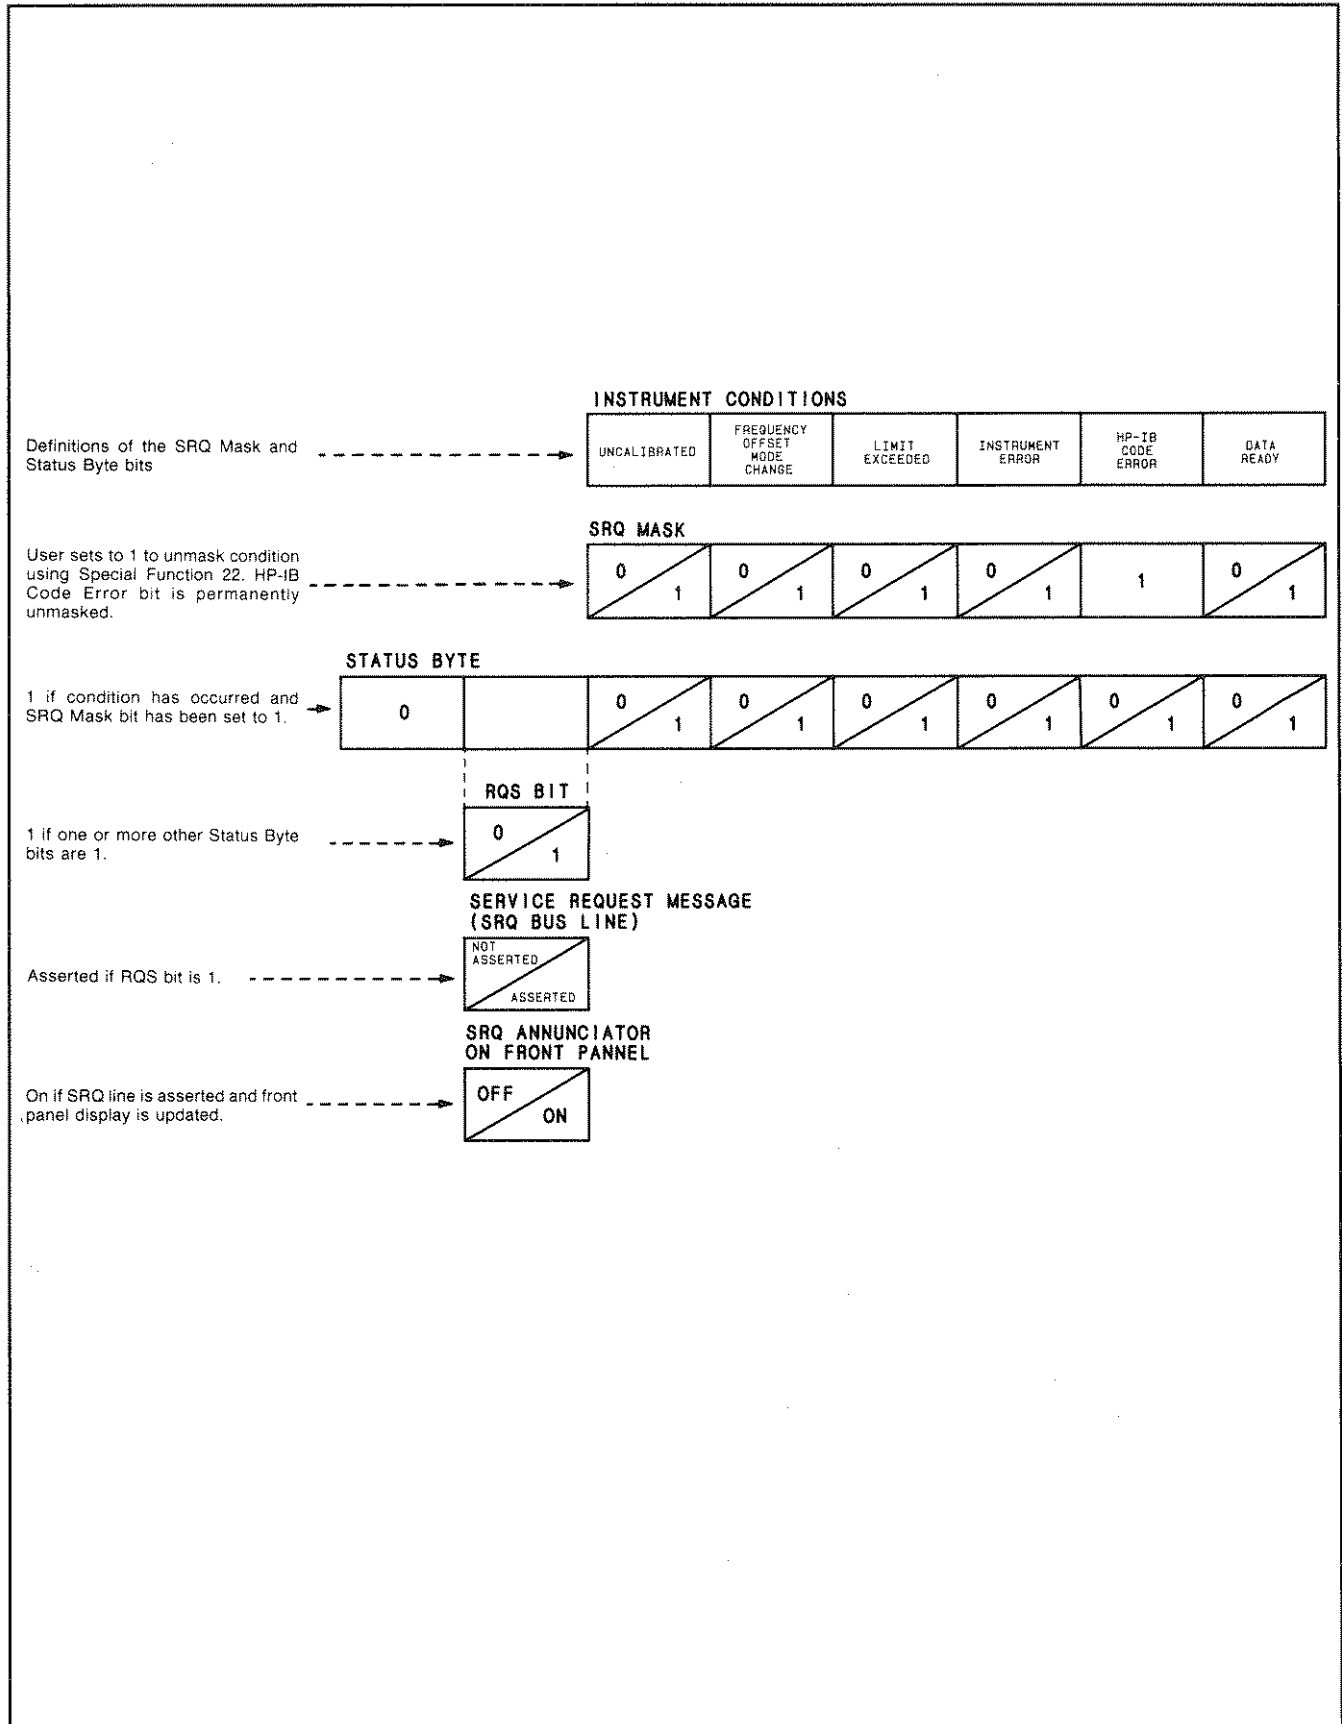 INSTRUMENT CONDITIONS
Definitions of the SRQ Mask and
Status Byte bits
UNCALIBRATED
FREQUENCY
OFFSET
MODE
CHANGE
LIMIT
EXCEEDED
INSTRUMENT
ERROR
HP-IB
CODE
ERROR
DATA
READY
SRQ MASK
User sets to 1 to unmask condition
using Special Function 22. HP-IB
Code Error bit is permanently
unmasked.
0 1 0 1 0 1 0 1 1 0 1
STATUS BYTE
1 if condition has occurred and
SRQ Mask bit has been set to 1.
0 0 1 0 1 0 1 0 1 0 1 0 1
RQS BIT
1 if one or more other Status Byte
bits are 1.
0 1
SERVICE REQUEST MESSAGE
(SRQ BUS LINE)
Asserted if RQS bit is 1.
NOT
ASSERTED
ASSERTED
SRQ ANNUNCIATOR
ON FRONT PANNEL
On if SRQ line is asserted and front
panel display is updated.
OFF
ON